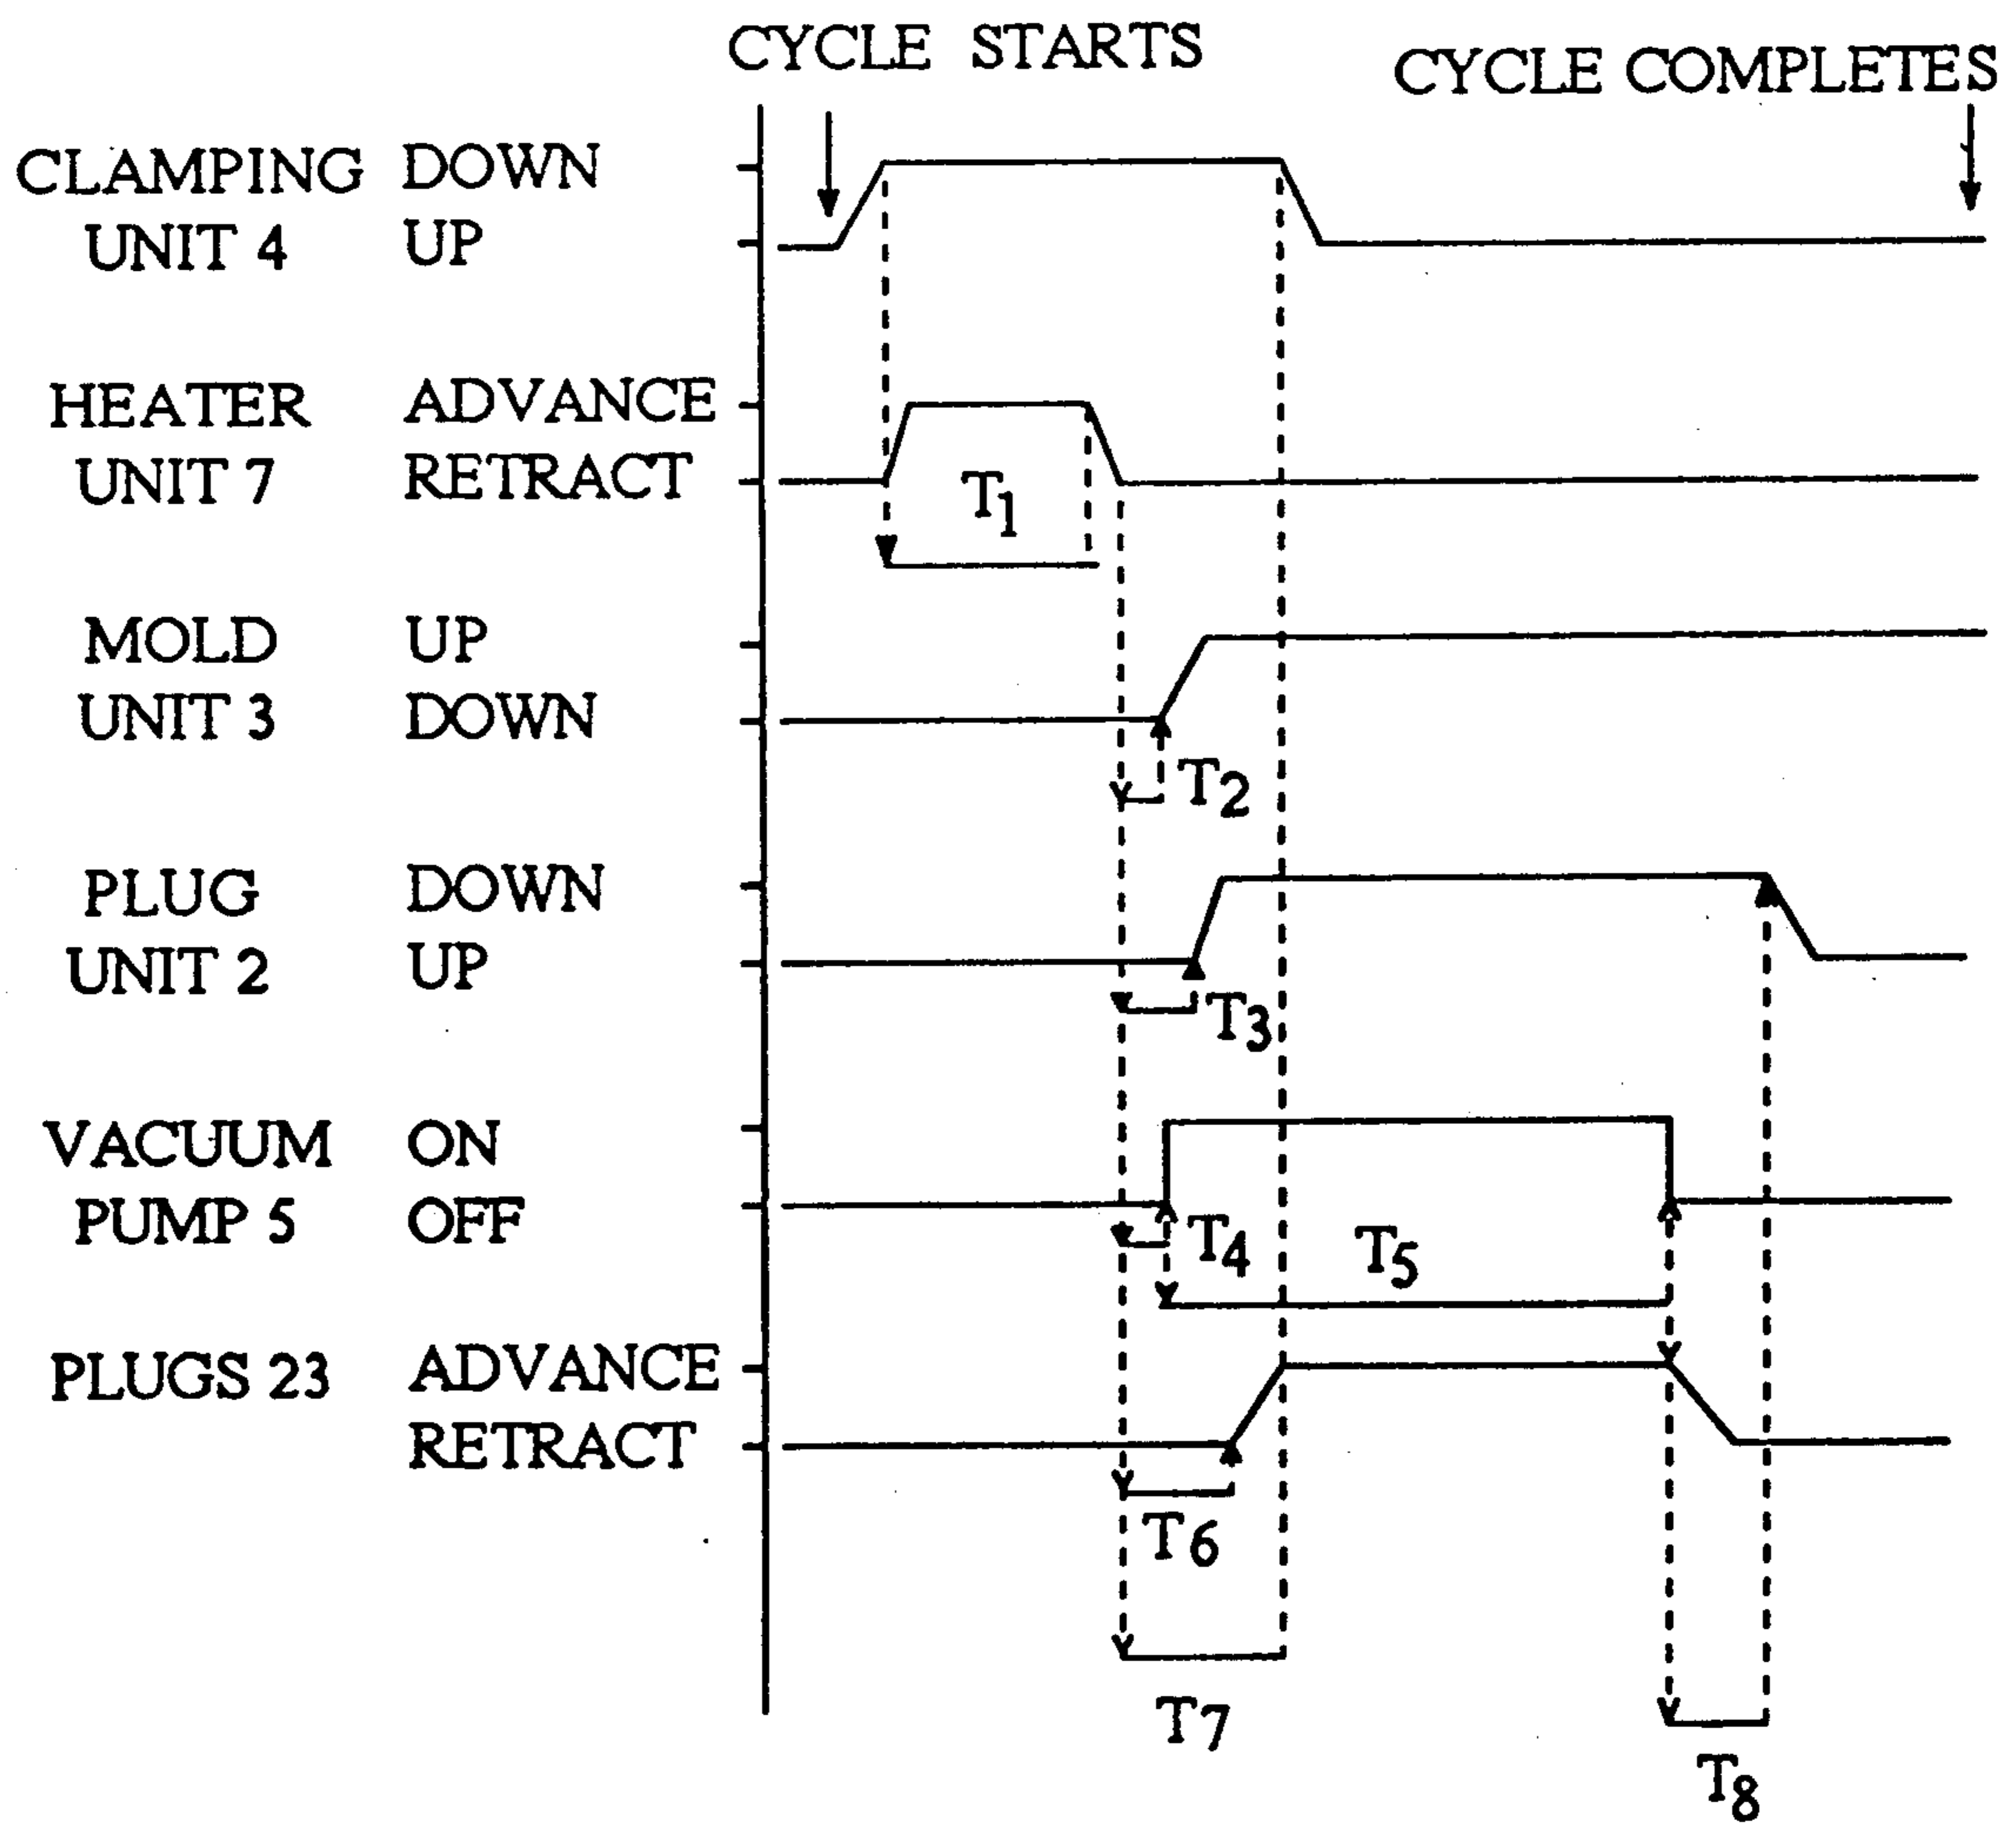 CYCLE STARTS
CYCLE COMPLETES
CLAMPING DOWN
UNIT 4 UP
HEATER ADVANCE
UNIT 7 RETRACT
T1
MOLD UP
UNIT 3 DOWN
T2
PLUG DOWN
UNIT 2 UP
T3
VACUUM ON
PUMP 5 OFF
T4 T5
PLUGS 23 ADVANCE
RETRACT
T6
T7
T8